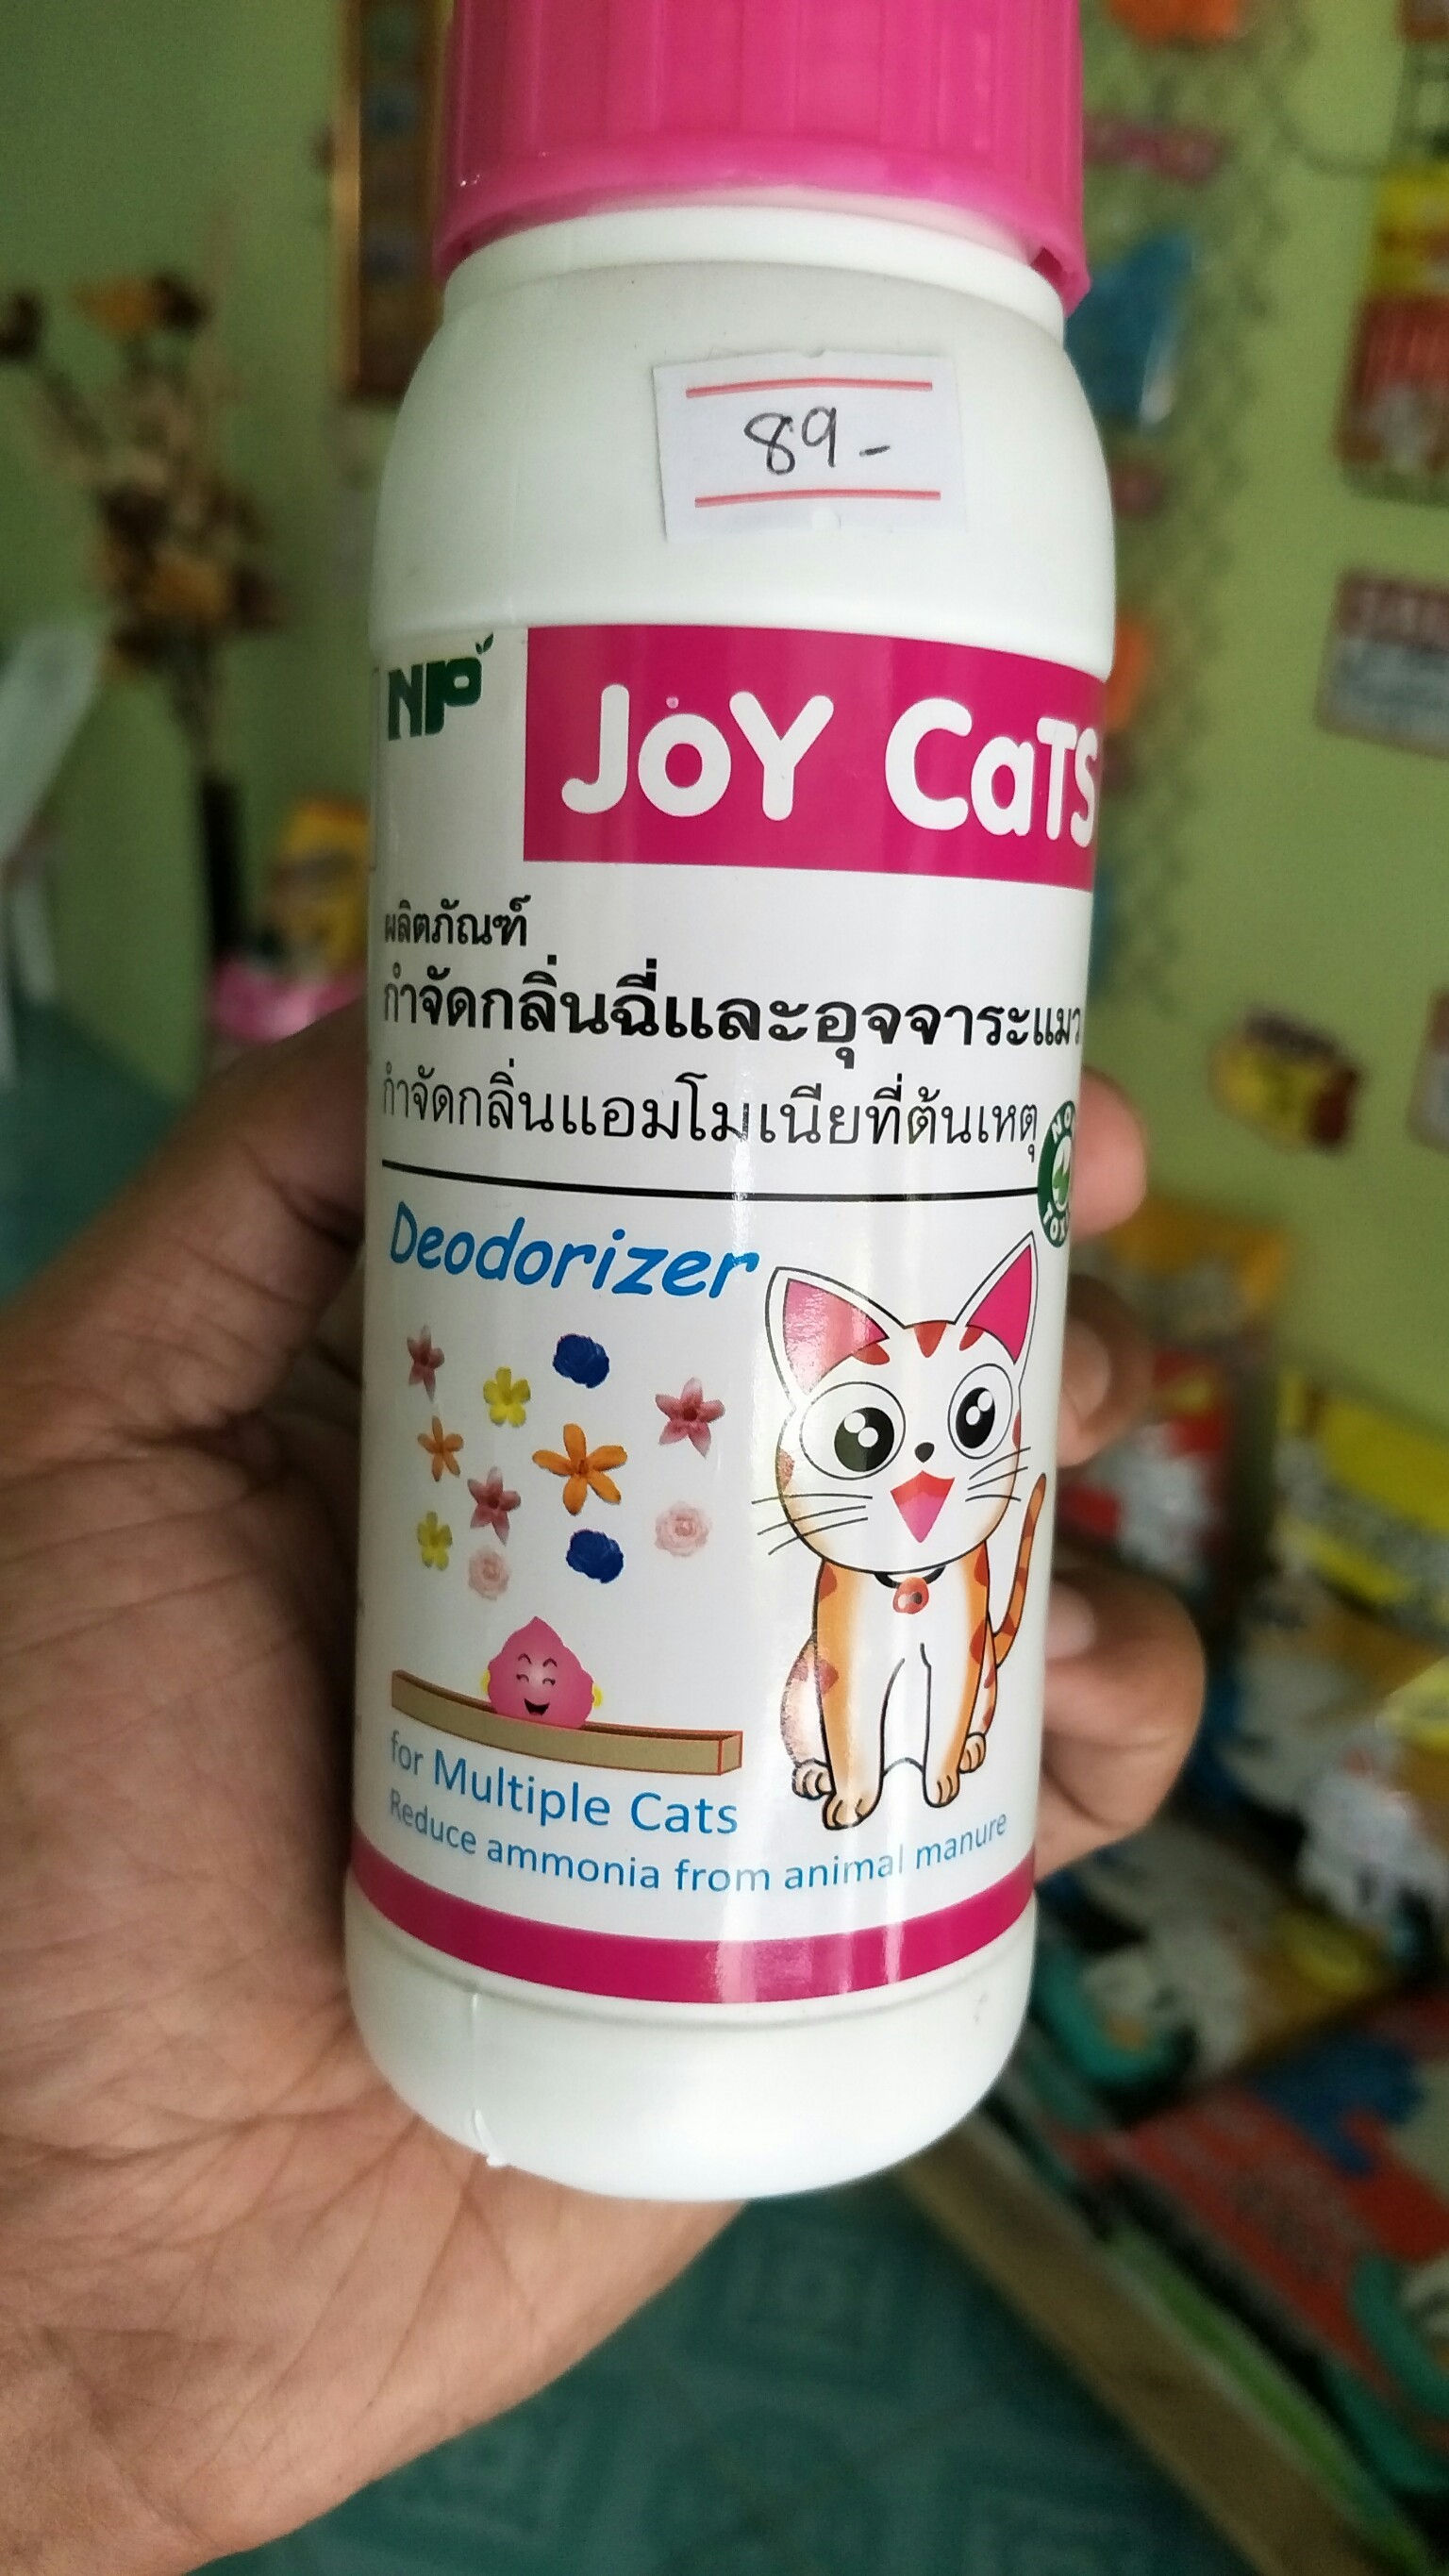 89-
NP
JoY CaTS
ผลิตภัณฑ์
กำจัดกลิ่นฉี่และอุจจาระแมว
กำจัดกลิ่นแอมโมเนียที่ต้นเหตุ
NO
Deodorizer
for Multiple Cats
Reduce ammonia from animal manure